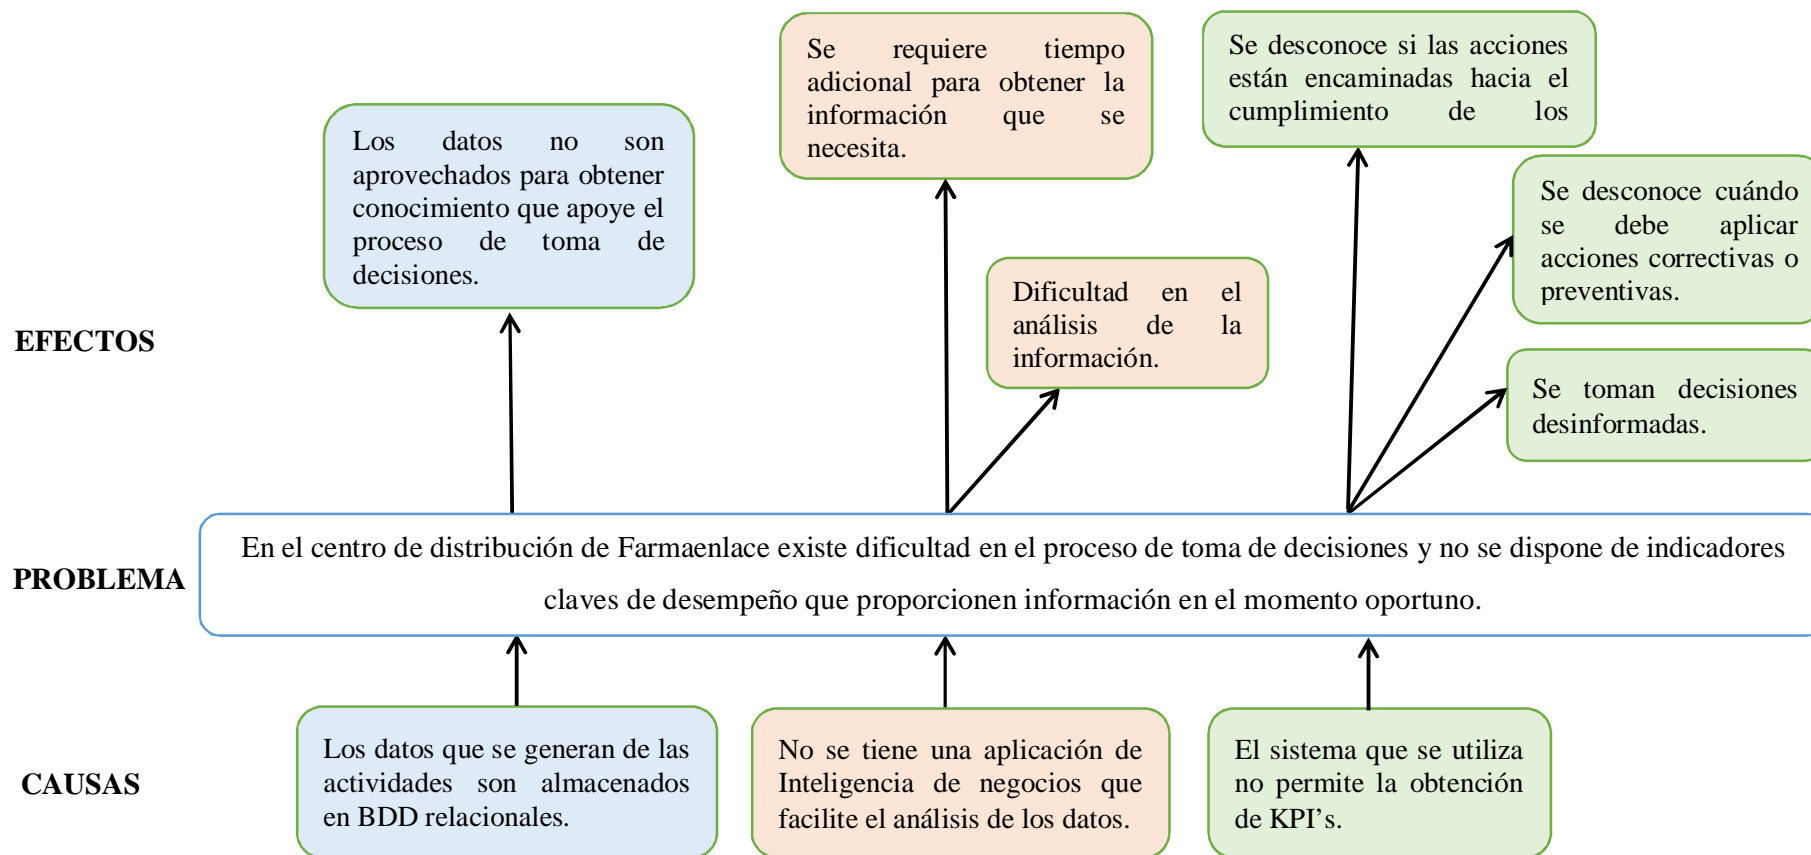 Se requiere tiempo
adicional para obtener la
información que se
necesita.
Se desconoce si las acciones
están encaminadas hacia el
cumplimiento de los
Los datos no son
aprovechados para obtener
conocimiento que apoye el
proceso de toma de
decisiones.
Se desconoce cuándo
se debe aplicar
acciones correctivas o
preventivas.
Dificultad en el
análisis de la
información.
EFECTOS
Se toman decisiones
desinformadas.
PROBLEMA
En el centro de distribución de Farmaenlace existe dificultad en el proceso de toma de decisiones y no se dispone de indicadores
claves de desempeño que proporcionen información en el momento oportuno.
CAUSAS
Los datos que se generan de las
actividades son almacenados
en BDD relacionales.
No se tiene una aplicación de
Inteligencia de negocios que
facilite el análisis de los datos.
El sistema que se utiliza
no permite la obtención
de KPI’s.